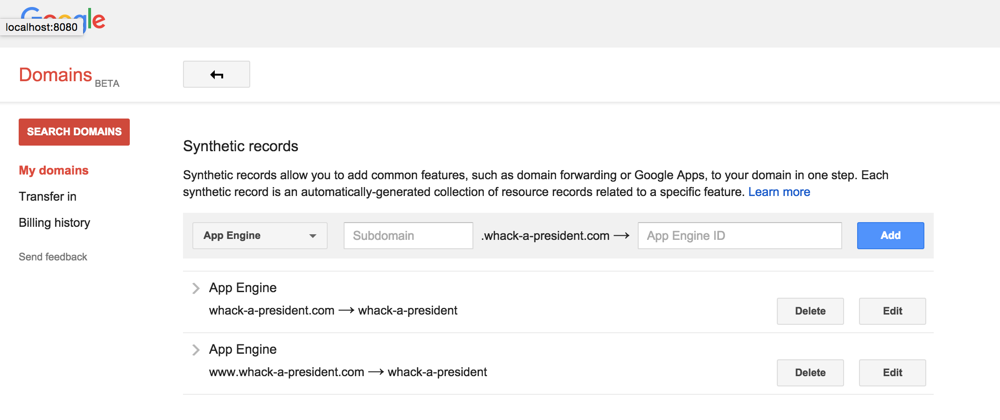 Google
localhost:8080
Domains BETA
SEARCH DOMAINS
My domains
Transfer in
Billing history
Send feedback
Synthetic records
Synthetic records allow you to add common features, such as domain forwarding or Google Apps, to your domain in one step. Each
synthetic record is an automatically-generated collection of resource records related to a specific feature. Learn more
App Engine Subdomain .whack-a-president.com → App Engine ID Add
App Engine
whack-a-president.com → whack-a-president Delete Edit
App Engine
www.whack-a-president.com → whack-a-president Delete Edit